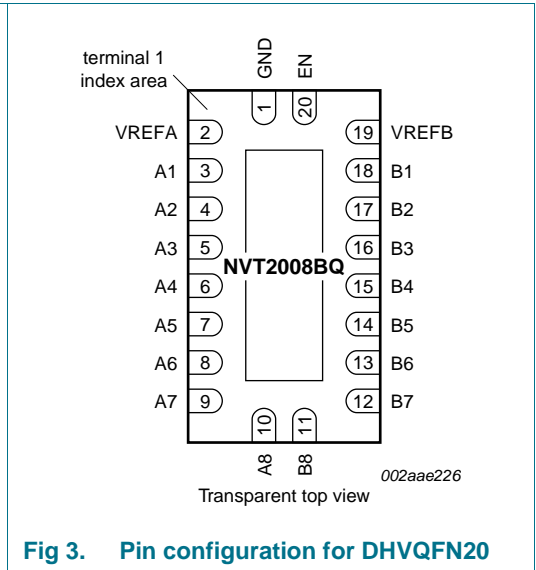 terminal 1
index area
GND
EN
1
20
VREFA 2
19 VREFB
A1 3
18 B1
A2 4
17 B2
A3 5
16 B3
NVT2008BQ
A4 6
15 B4
A5 7
14 B5
A6 8
13 B6
A7 9
12 B7
10
11
A8
B8
002aae226
Transparent top view
Fig 3. Pin configuration for DHVQFN20